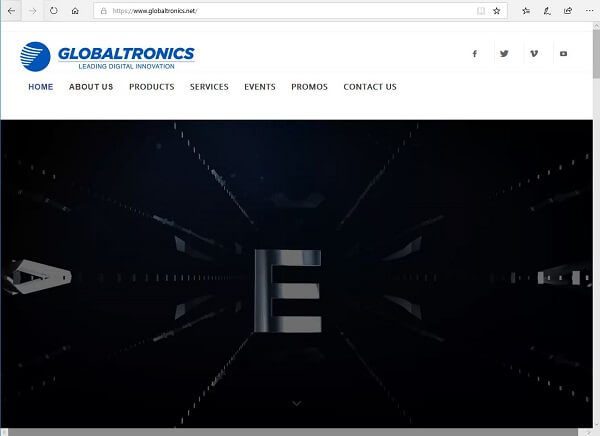 https://www.globaltronics.net/
GLOBALTRONICS
LEADING DIGITAL INNOVATION
HOME ABOUT US PRODUCTS SERVICES EVENTS PROMOS CONTACT US
A E A